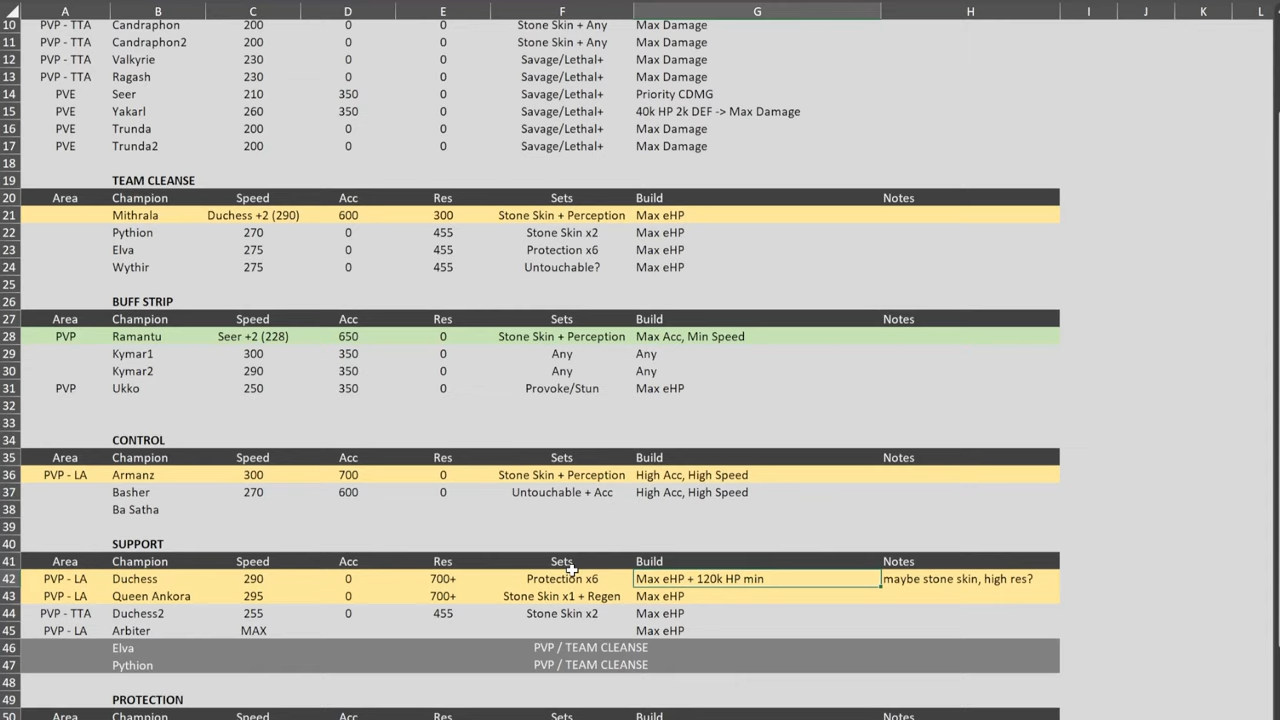 A B C D E F G H I J K L
10 PVP - TTA Candraphon 200 0 0 Stone Skin + Any Max Damage
11 PVP - TTA Candraphon2 200 0 0 Stone Skin + Any Max Damage
12 PVP - TTA Valkyrie 230 0 0 Savage/Lethal+ Max Damage
13 PVP - TTA Ragash 230 0 0 Savage/Lethal+ Max Damage
14 PVE Seer 210 350 0 Savage/Lethal+ Priority CDMG
15 PVE Yakarl 260 350 0 Savage/Lethal+ 40k HP 2k DEF -> Max Damage
16 PVE Trunda 200 0 0 Savage/Lethal+ Max Damage
17 PVE Trunda2 200 0 0 Savage/Lethal+ Max Damage
18
19 TEAM CLEANSE
20 Area Champion Speed Acc Res Sets Build Notes
21 Mithrala Duchess +2 (290) 600 300 Stone Skin + Perception Max eHP
22 Pythion 270 0 455 Stone Skin x2 Max eHP
23 Elva 275 0 455 Protection x6 Max eHP
24 Wythir 275 0 455 Untouchable? Max eHP
25
26 BUFF STRIP
27 Area Champion Speed Acc Res Sets Build Notes
28 PVP Ramantu Seer +2 (228) 650 0 Stone Skin + Perception Max Acc, Min Speed
29 Kymar1 300 350 0 Any Any
30 Kymar2 290 350 0 Any Any
31 PVP Ukko 250 350 0 Provoke/Stun Max eHP
32
33
34 CONTROL
35 Area Champion Speed Acc Res Sets Build Notes
36 PVP - LA Armanz 300 700 0 Stone Skin + Perception High Acc, High Speed
37 Basher 270 600 0 Untouchable + Acc High Acc, High Speed
38 Ba Satha
39
40 SUPPORT
41 Area Champion Speed Acc Res Sets Build Notes
42 PVP - LA Duchess 290 0 700+ Protection x6 Max eHP + 120k HP min maybe stone skin, high res?
43 PVP - LA Queen Ankora 295 0 700+ Stone Skin x1 + Regen Max eHP
44 PVP - TTA Duchess2 255 0 455 Stone Skin x2 Max eHP
45 PVP - LA Arbiter MAX Max eHP
46 Elva PVP / TEAM CLEANSE
47 Pythion PVP / TEAM CLEANSE
48
49 PROTECTION
50 Area Champion Speed Acc Res Sets Build Notes